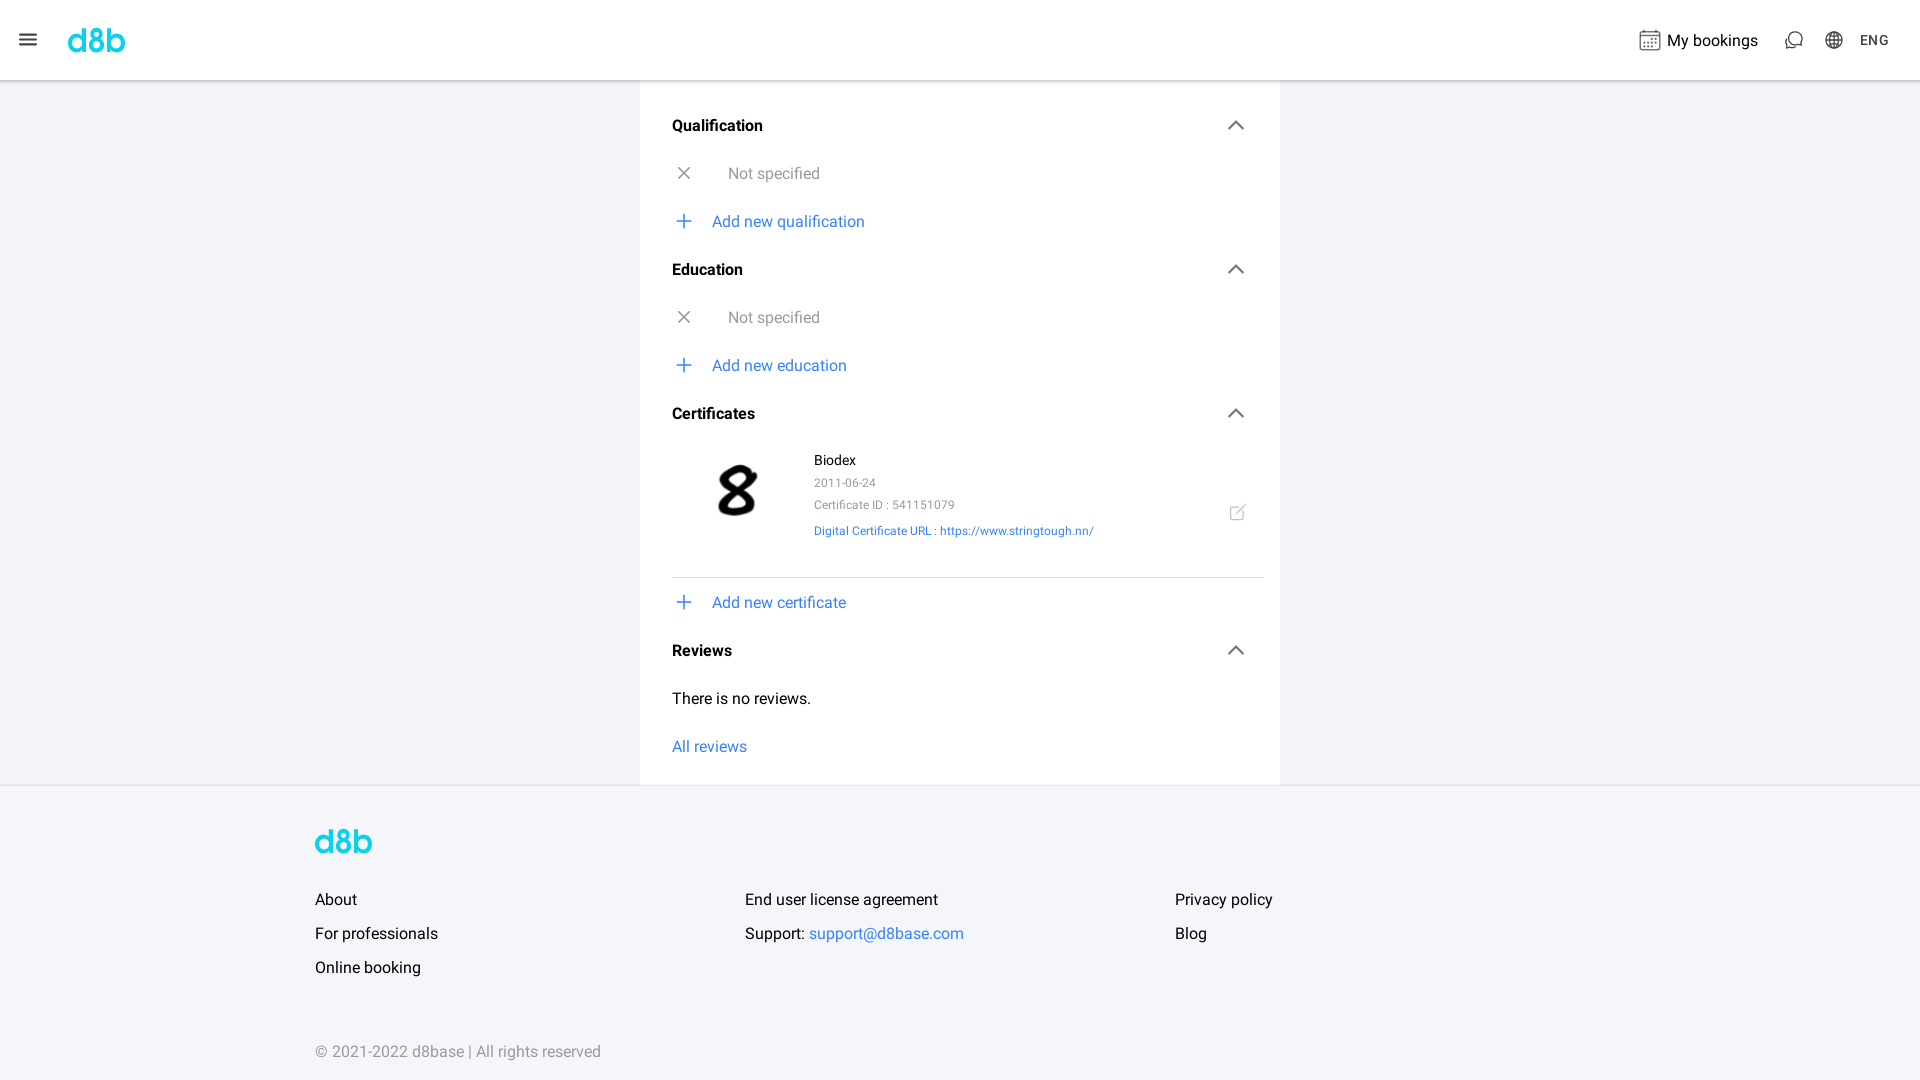 d8b
My bookings
ENG
Qualification
Not specified
Add new qualification
Education
Not specified
Add new education
Certificates
8
Biodex
2011-06-24
Certificate ID : 541151079
Digital Certificate URL : https://www.stringtough.nn/
Add new certificate
Reviews
There is no reviews.
All reviews
d8b
About
End user license agreement
Privacy policy
For professionals
Support: support@d8base.com
Blog
Online booking
© 2021-2022 d8base | All rights reserved